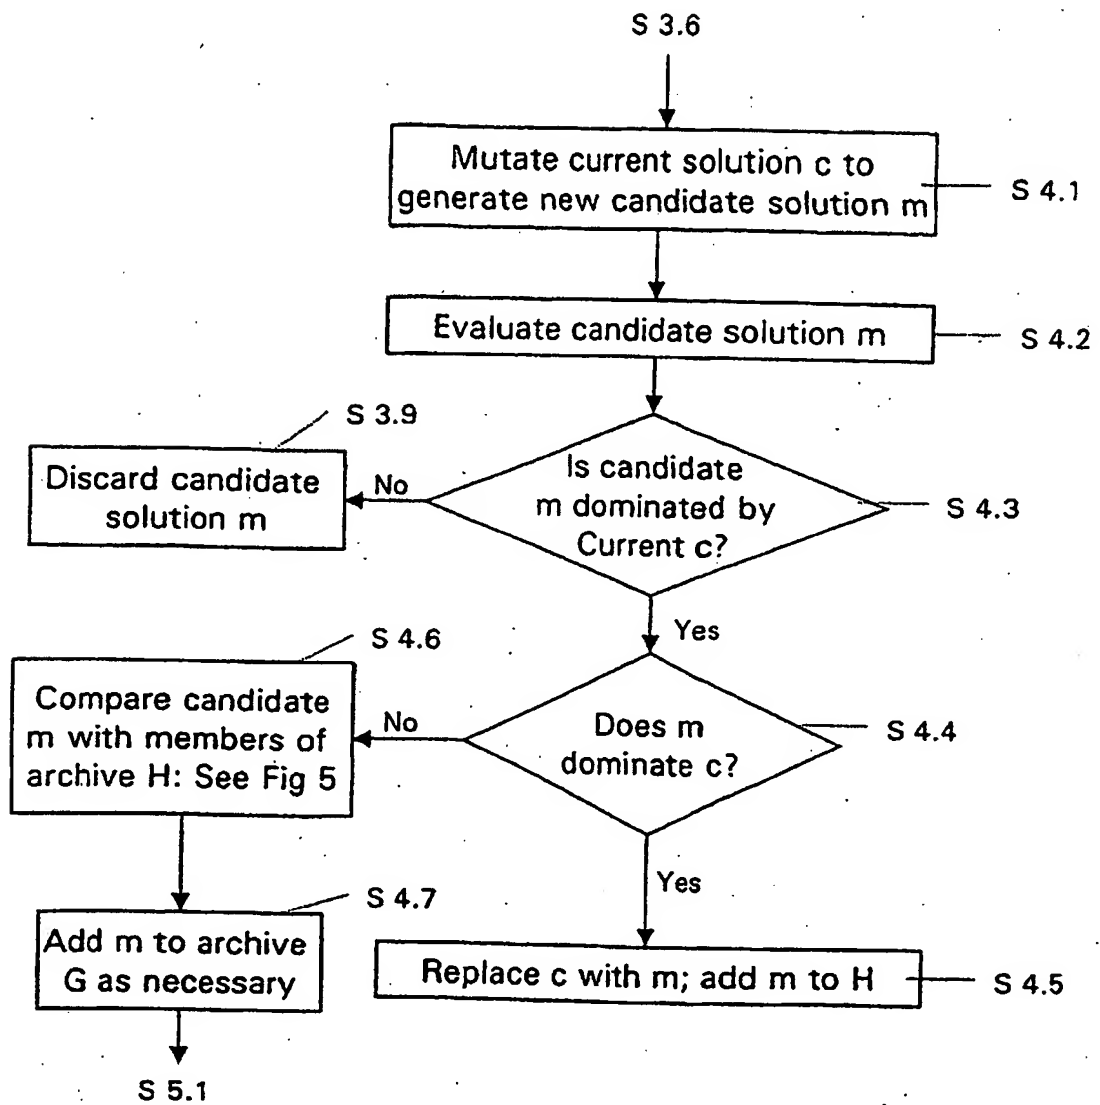 S 3.6
Mutate current solution c to
generate new candidate solution m
S 4.1
Evaluate candidate solution m
S 4.2
S 3.9
Discard candidate
solution m
No
Is candidate
m dominated by
Current c?
S 4.3
Yes
S 4.6
Compare candidate
m with members of
archive H: See Fig 5
No
Does m
dominate c?
S 4.4
Yes
S 4.7
Add m to archive
G as necessary
Replace c with m; add m to H
S 4.5
S 5.1